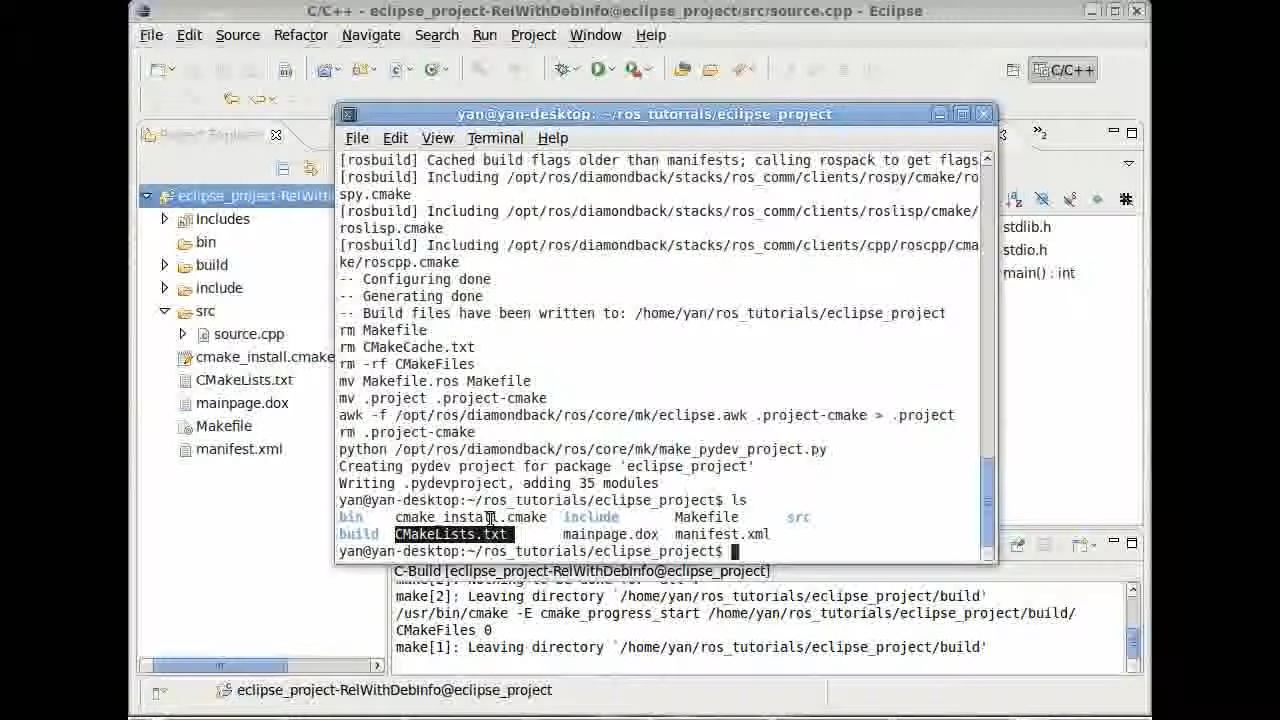 C/C++ - eclipse_project-RelWithDebInfo@eclipse_project/src/source.cpp - Eclipse
File Edit Source Refactor Navigate Search Run Project Window Help
C/C++
yan@yan-desktop: ~/ros_tutorials/eclipse_project
Project Explorer
File Edit View Terminal Help
[rosbuild] Cached build flags older than manifests; calling rospack to get flags
[rosbuild] Including /opt/ros/diamondback/stacks/ros_comm/clients/rospy/cmake/ro
spy.cmake
[rosbuild] Including /opt/ros/diamondback/stacks/ros_comm/clients/roslisp/cmake/
roslisp.cmake
[rosbuild] Including /opt/ros/diamondback/stacks/ros_comm/clients/cpp/roscpp/cma
ke/roscpp.cmake
-- Configuring done
-- Generating done
-- Build files have been written to: /home/yan/ros_tutorials/eclipse_project
rm Makefile
rm CMakeCache.txt
rm -rf CMakeFiles
mv Makefile.ros Makefile
mv .project .project-cmake
awk -f /opt/ros/diamondback/ros/core/mk/eclipse.awk .project-cmake > .project
rm .project-cmake
python /opt/ros/diamondback/ros/core/mk/make_pydev_project.py
Creating pydev project for package 'eclipse_project'
Writing .pydevproject, adding 35 modules
yan@yan-desktop:~/ros_tutorials/eclipse_project$ ls
bin cmake_install.cmake include Makefile src
build CMakeLists.txt mainpage.dox manifest.xml
yan@yan-desktop:~/ros_tutorials/eclipse_project$
eclipse_project-RelWith
Includes
bin
build
include
src
source.cpp
cmake_install.cmake
CMakeLists.txt
mainpage.dox
Makefile
manifest.xml
2
stdlib.h
stdio.h
main() : int
C-Build [eclipse_project-RelWithDebInfo@eclipse_project]
make[2]: Leaving directory `/home/yan/ros_tutorials/eclipse_project/build'
/usr/bin/cmake -E cmake_progress_start /home/yan/ros_tutorials/eclipse_project/build/
CMakeFiles 0
make[1]: Leaving directory `/home/yan/ros_tutorials/eclipse_project/build'
eclipse_project-RelWithDebInfo@eclipse_project